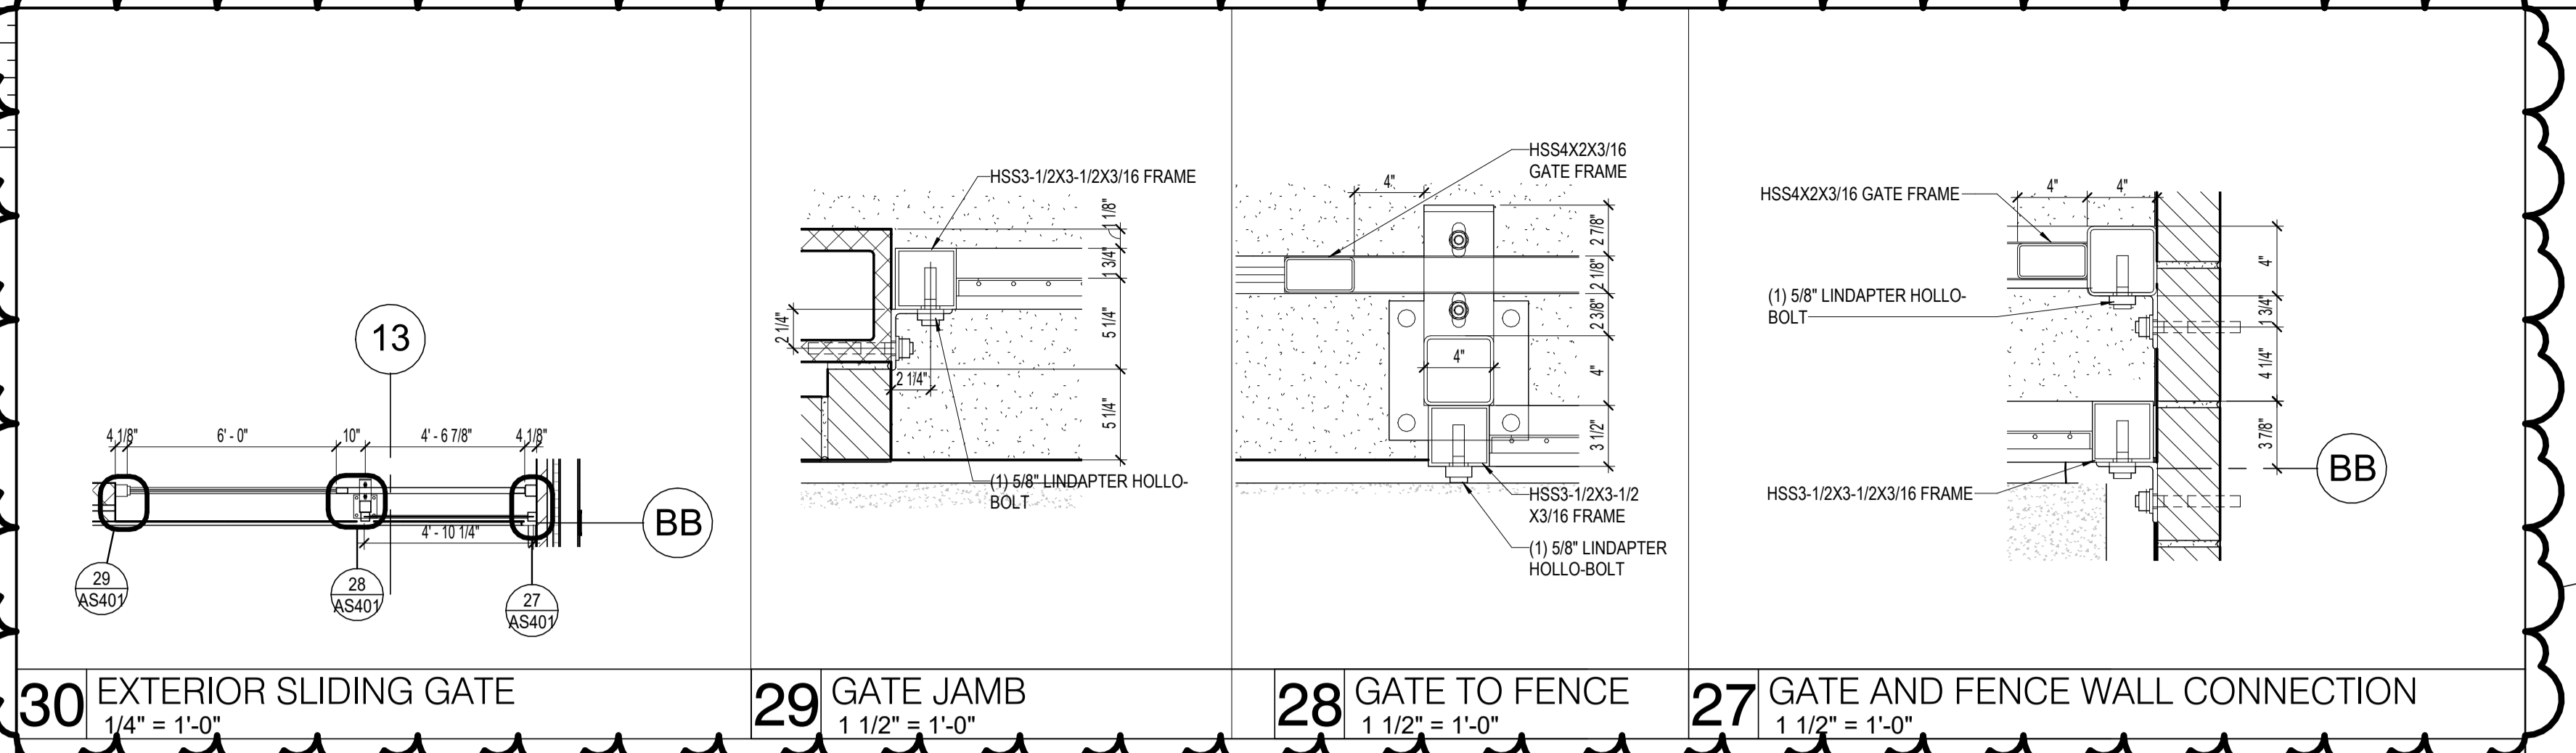 13
4 1/8"
6' - 0"
10"
4' - 6 7/8"
4 1/8"
4' - 10 1/4"
BB
29
AS401
28
AS401
27
AS401
30
EXTERIOR SLIDING GATE
1/4" = 1'-0"
HSS3-1/2X3-1/2X3/16 FRAME
1/8"
1 3/4"
5 1/4"
5 1/4"
2 1/4"
2 1/4"
(1) 5/8" LINDAPTER HOLLO-
BOLT
29
GATE JAMB
1 1/2" = 1'-0"
HSS4X2X3/16
GATE FRAME
4"
2 7/8"
2 1/8"
2 3/8"
4"
4"
3 1/2"
HSS3-1/2X3-1/2
X3/16 FRAME
(1) 5/8" LINDAPTER
HOLLO-BOLT
28
GATE TO FENCE
1 1/2" = 1'-0"
HSS4X2X3/16 GATE FRAME
4"
4"
(1) 5/8" LINDAPTER HOLLO-
BOLT
4"
1 3/4"
4 1/4"
3 7/8"
BB
HSS3-1/2X3-1/2X3/16 FRAME
27
GATE AND FENCE WALL CONNECTION
1 1/2" = 1'-0"